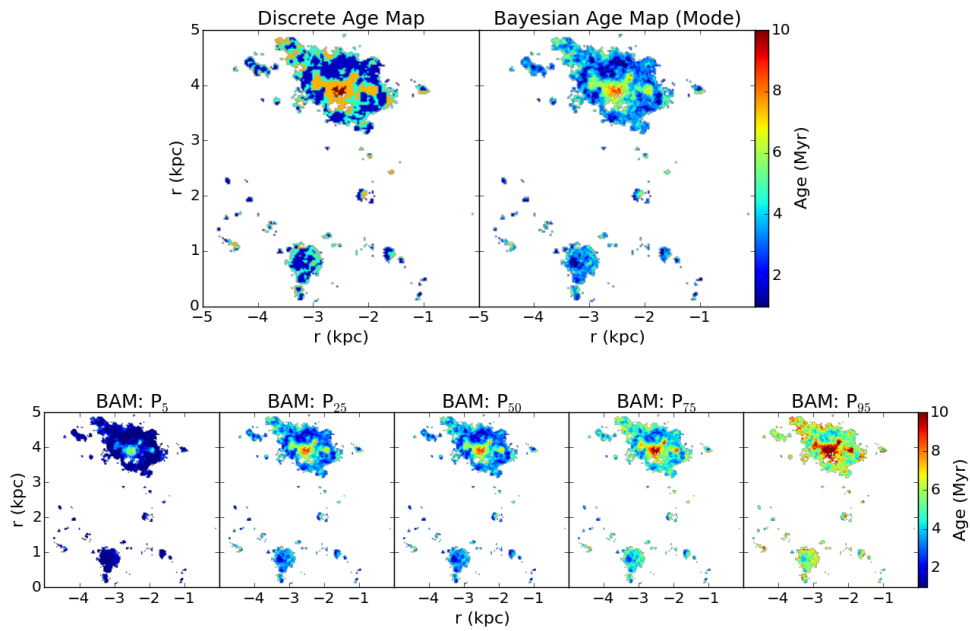 Discrete Age Map
Bayesian Age Map (Mode)
5
4
3
2
1
0
r (kpc)
−5 −4 −3 −2 −1 −5 −4 −3 −2 −1
r (kpc) r (kpc)
10
8
6
4
2
Age (Myr)
BAM: P5 BAM: P25 BAM: P50 BAM: P75 BAM: P95
5
4
3
2
1
0
r (kpc)
−4 −3 −2 −1 −4 −3 −2 −1 −4 −3 −2 −1 −4 −3 −2 −1 −4 −3 −2 −1
r (kpc)
10
8
6
4
2
Age (Myr)